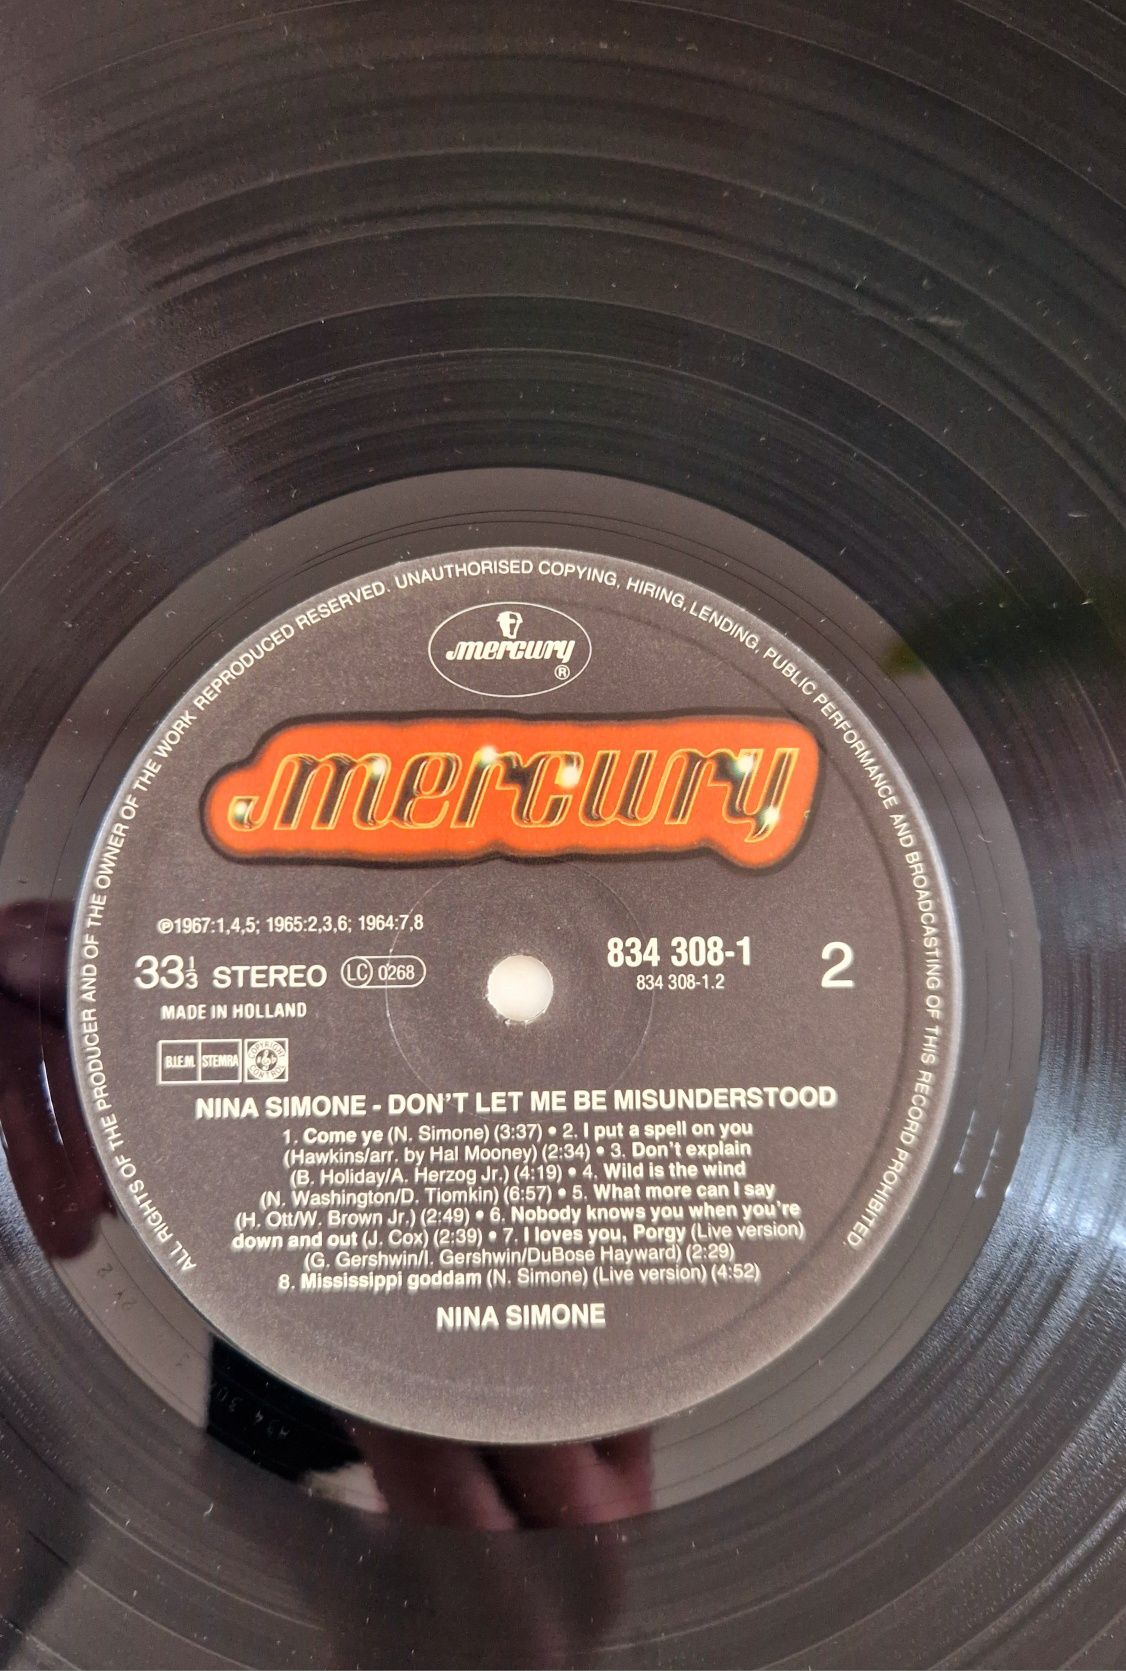 ALL RIGHTS OF THE PRODUCER AND OF THE OWNER OF THE WORK REPRODUCED RESERVED. UNAUTHORISED COPYING, HIRING, LENDING, PUBLIC PERFORMANCE AND BROADCASTING OF THIS RECORD PROHIBITED.
mercury
®
mercury
℗1967:1,4,5; 1965:2,3,6; 1964:7,8
33⅓ STEREO LC 0268
MADE IN HOLLAND
B.I.E.M. STEMRA COPYRIGHT CONTROL
834 308-1 2
834 308-1.2
NINA SIMONE - DON'T LET ME BE MISUNDERSTOOD
1. Come ye (N. Simone) (3:37) • 2. I put a spell on you
(Hawkins/arr. by Hal Mooney) (2:34) • 3. Don't explain
(B. Holiday/A. Herzog Jr.) (4:19) • 4. Wild is the wind
(N. Washington/D. Tiomkin) (6:57) • 5. What more can I say
(H. Ott/W. Brown Jr.) (2:49) • 6. Nobody knows you when you're
down and out (J. Cox) (2:39) • 7. I loves you, Porgy (Live version)
(G. Gershwin/I. Gershwin/DuBose Hayward) (2:29)
8. Mississippi goddam (N. Simone) (Live version) (4:52)
NINA SIMONE